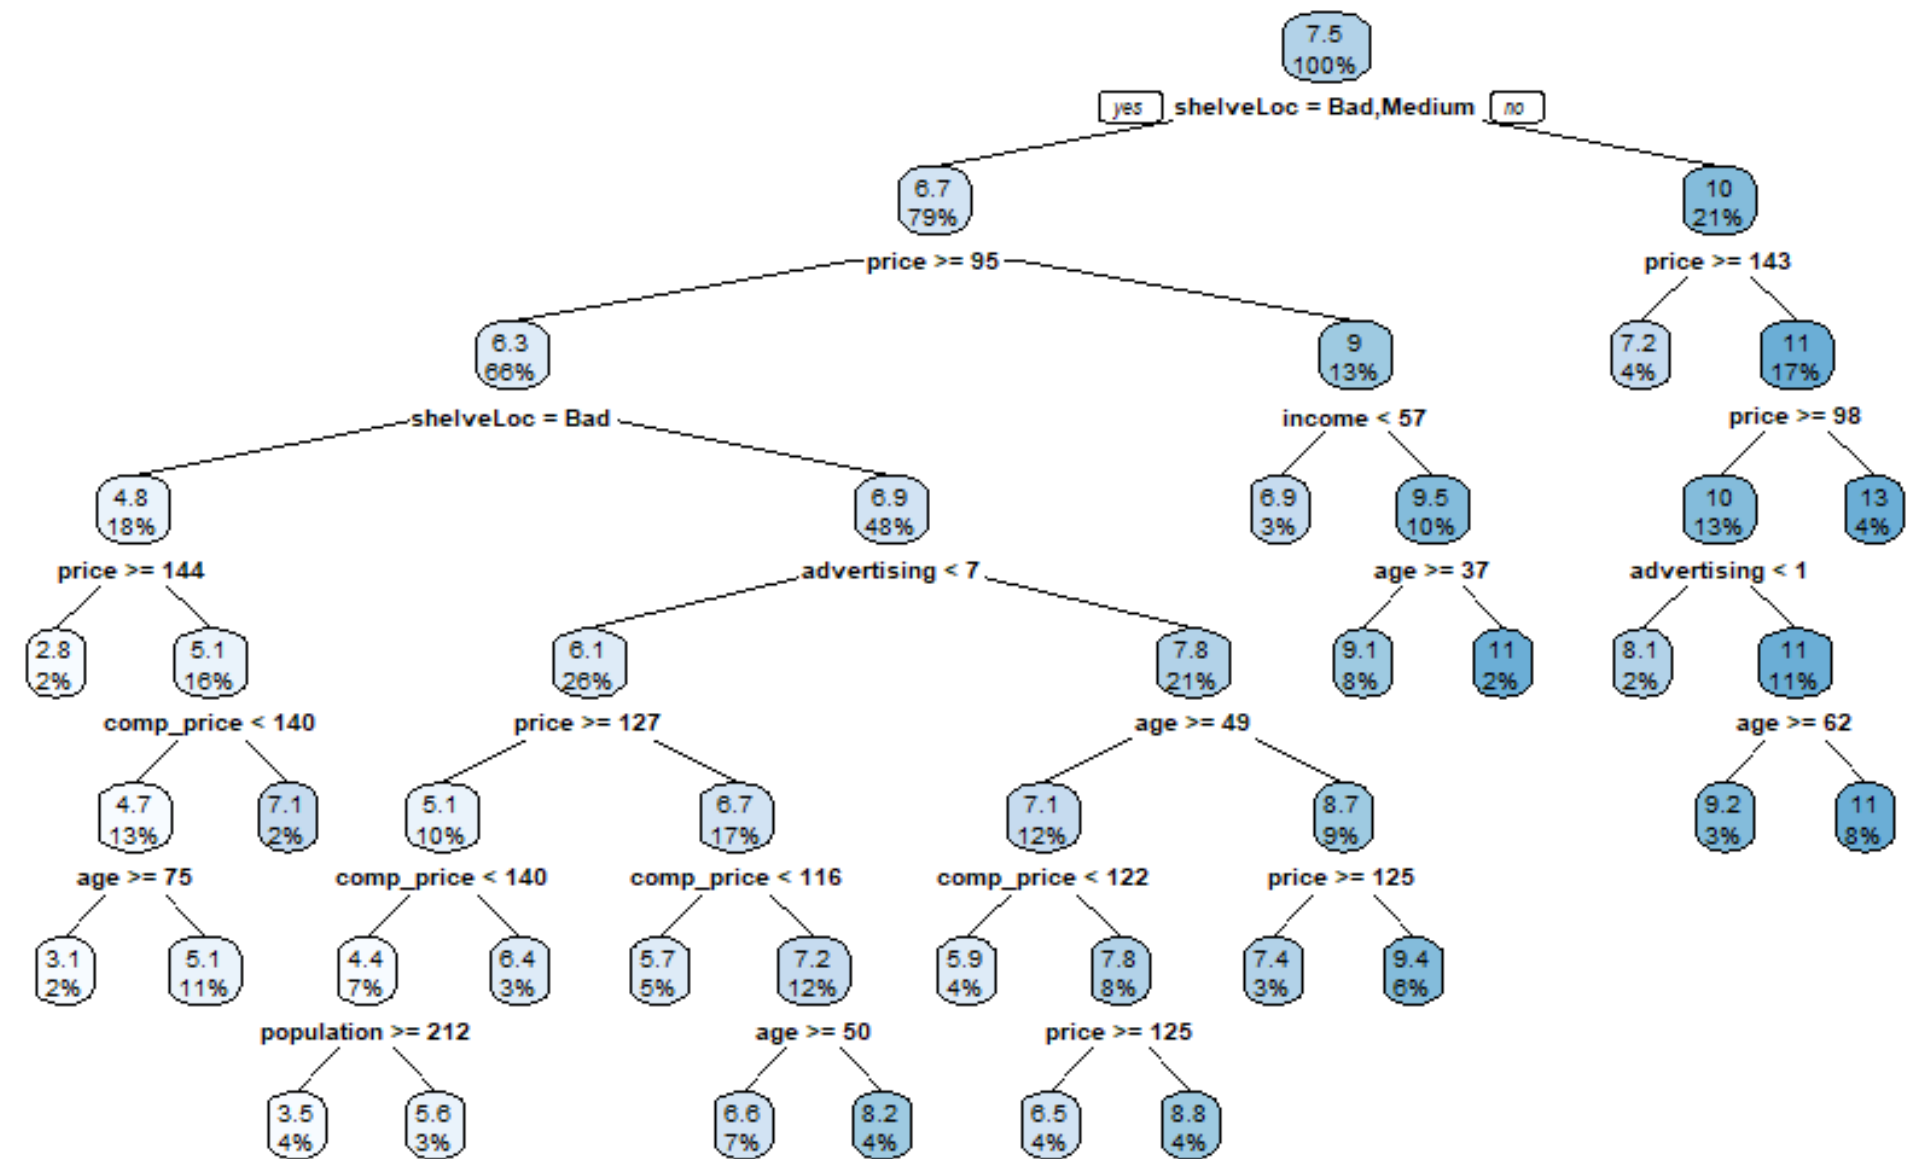 7.5
100%
yes shelveLoc = Bad,Medium no
6.7 10
79% 21%
price >= 95 price >= 143
6.3 9 7.2 11
66% 13% 4% 17%
shelveLoc = Bad income < 57 price >= 98
4.8 6.9 6.9 9.5 10 13
18% 48% 3% 10% 13% 4%
price >= 144 advertising < 7 age >= 37 advertising < 1
2.8 5.1 6.1 7.8 9.1 11 8.1 11
2% 16% 26% 21% 8% 2% 2% 11%
comp_price < 140 price >= 127 age >= 49 age >= 62
4.7 7.1 5.1 6.7 7.1 8.7 9.2 11
13% 2% 10% 17% 12% 9% 3% 8%
age >= 75 comp_price < 140 comp_price < 116 comp_price < 122 price >= 125
3.1 5.1 4.4 6.4 5.7 7.2 5.9 7.8 7.4 9.4
2% 11% 7% 3% 5% 12% 4% 8% 3% 6%
population >= 212 age >= 50 price >= 125
3.5 5.6 6.6 8.2 6.5 8.8
4% 3% 7% 4% 4% 4%